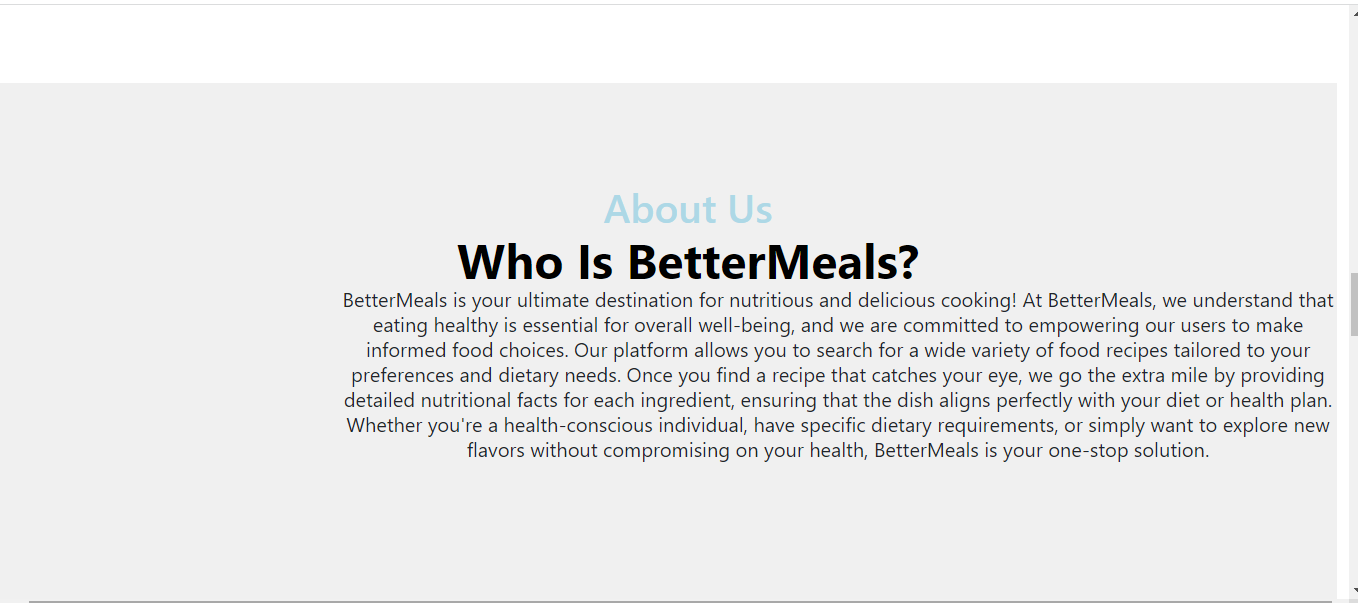 About Us
Who Is BetterMeals?
BetterMeals is your ultimate destination for nutritious and delicious cooking! At BetterMeals, we understand that
eating healthy is essential for overall well-being, and we are committed to empowering our users to make
informed food choices. Our platform allows you to search for a wide variety of food recipes tailored to your
preferences and dietary needs. Once you find a recipe that catches your eye, we go the extra mile by providing
detailed nutritional facts for each ingredient, ensuring that the dish aligns perfectly with your diet or health plan.
Whether you're a health-conscious individual, have specific dietary requirements, or simply want to explore new
flavors without compromising on your health, BetterMeals is your one-stop solution.